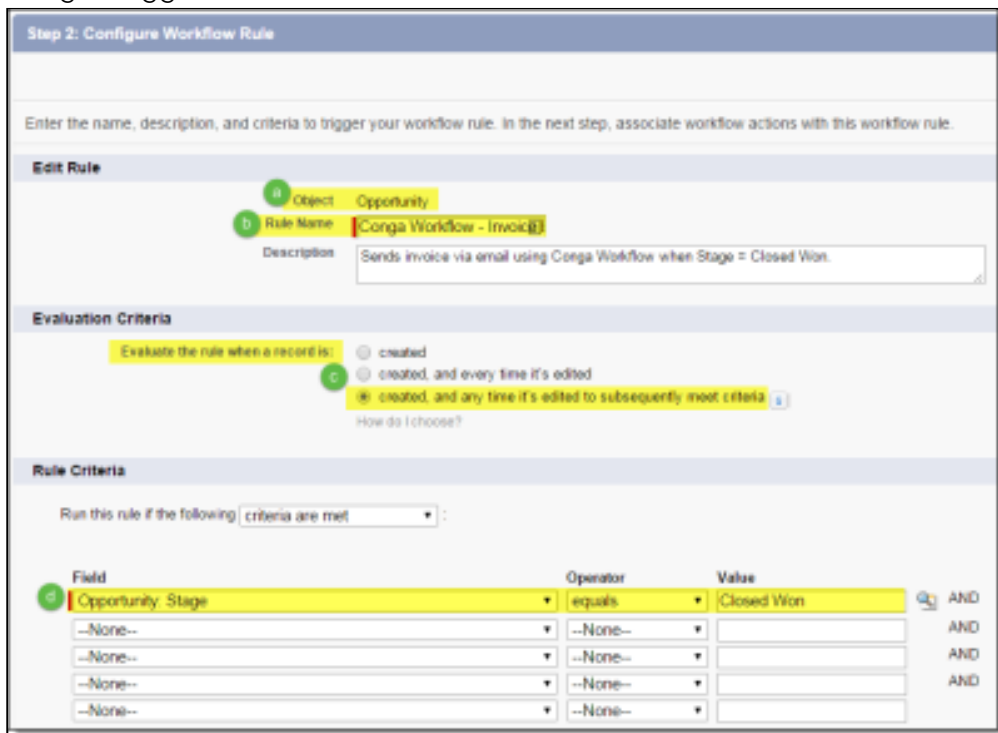 Step 2: Configure Workflow Rule
Enter the name, description, and criteria to trigger your workflow rule. In the next step, associate workflow actions with this workflow rule.
Edit Rule
a Object Opportunity
b Rule Name Conga Workflow - Invoice
Description Sends invoice via email using Conga Workflow when Stage = Closed Won.
Evaluation Criteria
Evaluate the rule when a record is: created
c created, and every time it's edited
created, and any time it's edited to subsequently meet criteria i
How do I choose?
Rule Criteria
Run this rule if the following criteria are met :
Field Operator Value
d Opportunity: Stage equals Closed Won AND
--None-- --None-- AND
--None-- --None-- AND
--None-- --None-- AND
--None-- --None--